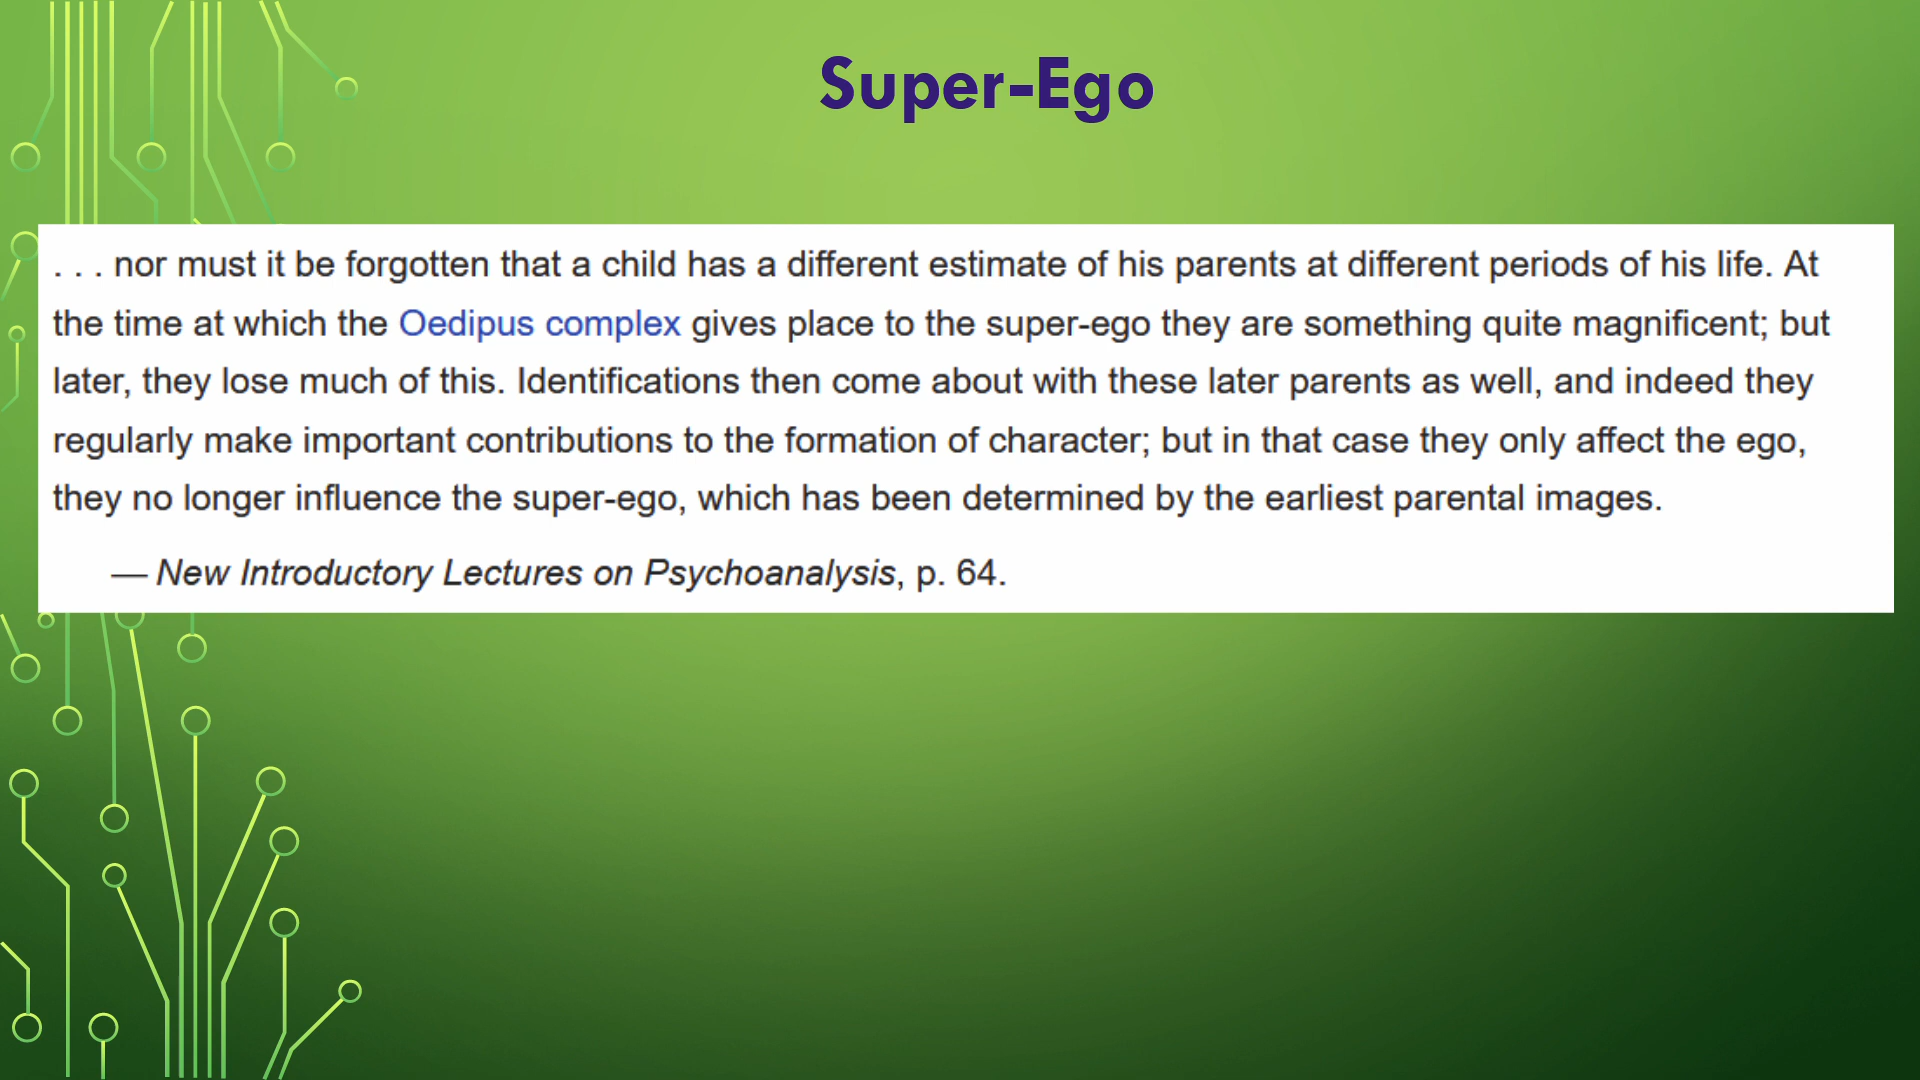 Super-Ego
. . . nor must it be forgotten that a child has a different estimate of his parents at different periods of his life. At
the time at which the Oedipus complex gives place to the super-ego they are something quite magnificent; but
later, they lose much of this. Identifications then come about with these later parents as well, and indeed they
regularly make important contributions to the formation of character; but in that case they only affect the ego,
they no longer influence the super-ego, which has been determined by the earliest parental images.
— New Introductory Lectures on Psychoanalysis, p. 64.